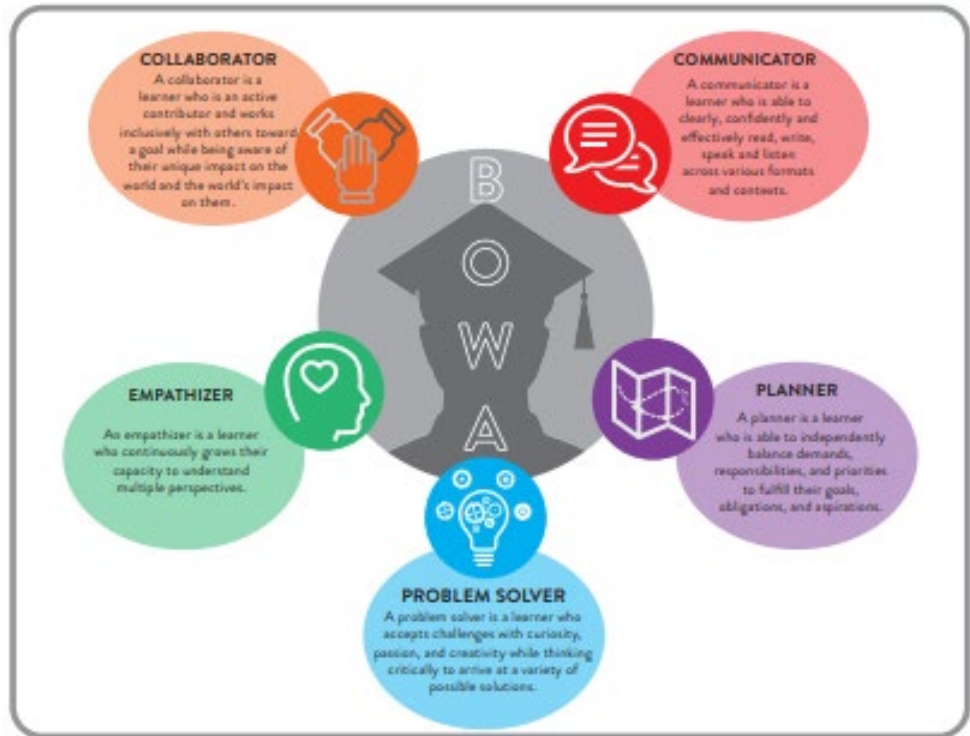 COLLABORATOR
A collaborator is a
learner who is an active
contributor and works
inclusively with others toward
a goal while being aware of
their unique impact on the
world and the world's impact
on them.
COMMUNICATOR
A communicator is a
learner who is able to
clearly, confidently and
effectively read, write,
speak and listen
across various formats
and contexts.
B
O
W
A
EMPATHIZER
An empathizer is a learner
who continuously grows their
capacity to understand
multiple perspectives.
PLANNER
A planner is a learner
who is able to independently
balance demands,
responsibilities, and priorities
to fulfill their goals,
obligations, and aspirations.
PROBLEM SOLVER
A problem solver is a learner who
accepts challenges with curiosity,
passion, and creativity while thinking
critically to arrive at a variety of
possible solutions.